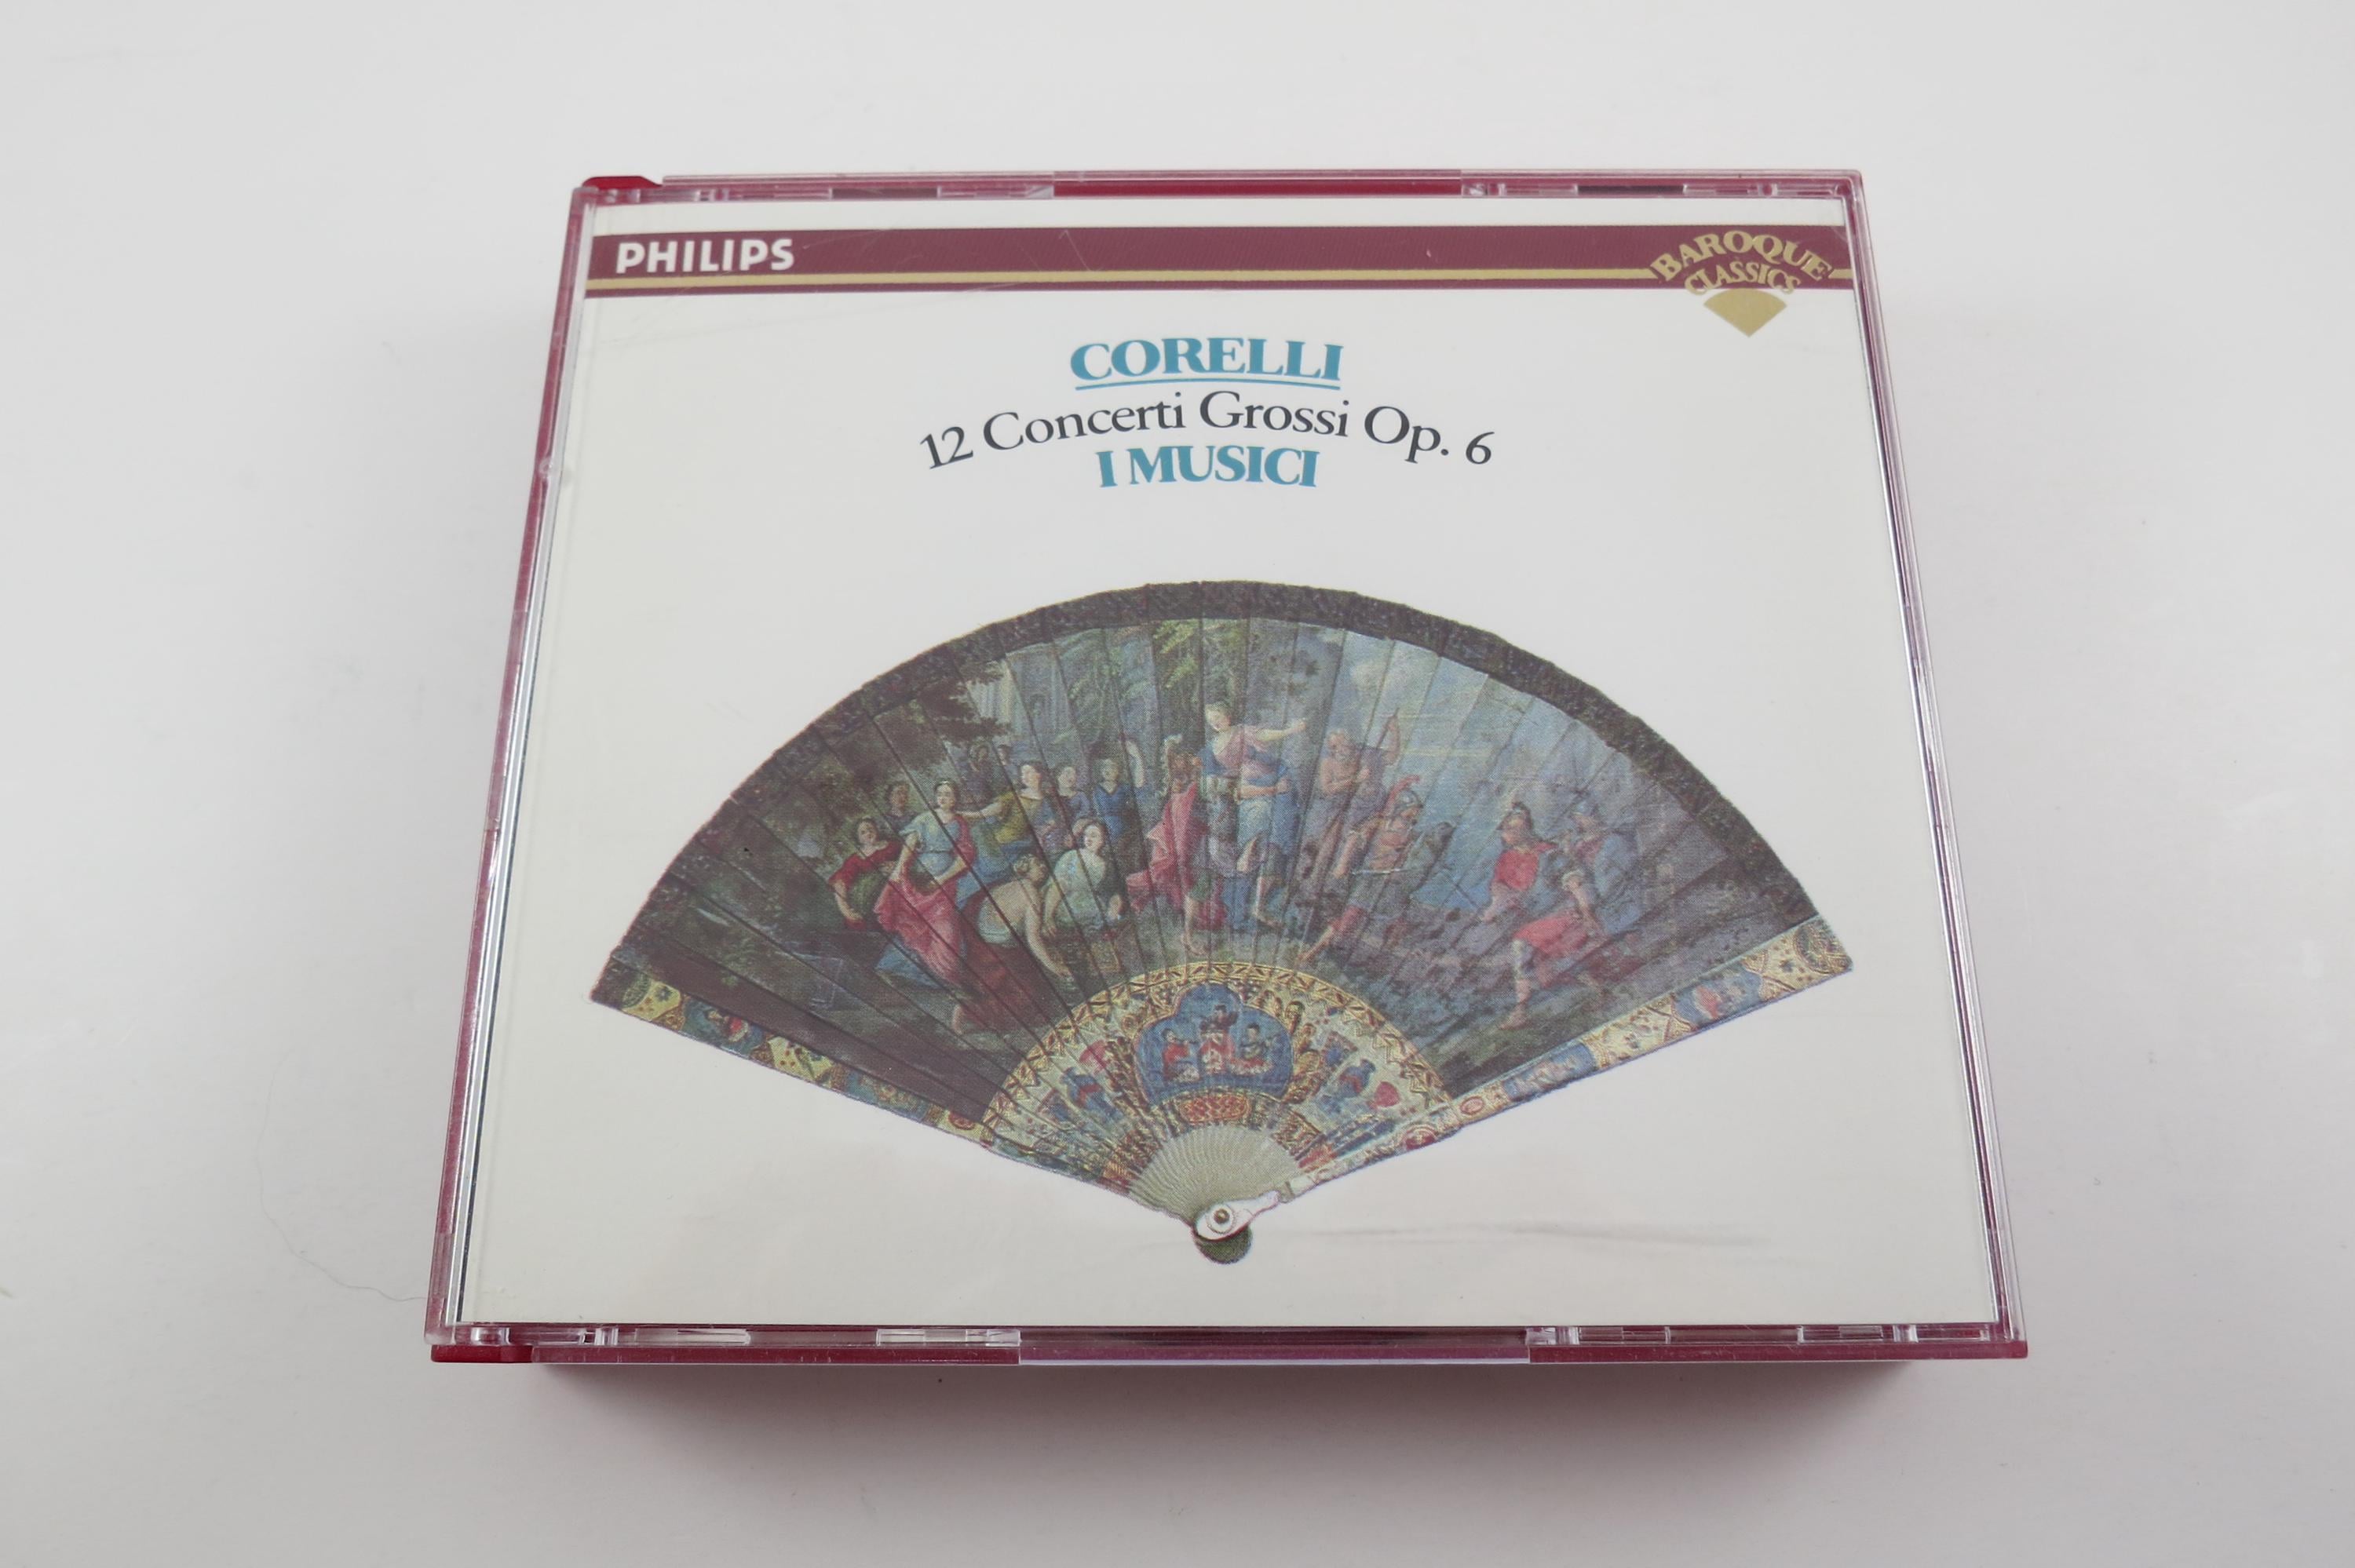 PHILIPS
BAROQUE
CLASSICS
CORELLI
12 Concerti Grossi Op. 6
I MUSICI